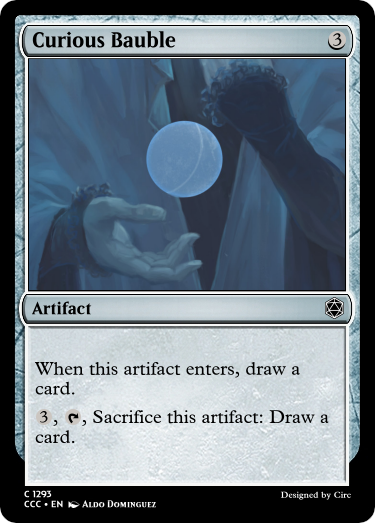 Curious Bauble 3
Artifact
When this artifact enters, draw a
card.
3, , Sacrifice this artifact: Draw a
card.
C 1293
CCC • EN Aldo Dominguez
Designed by Circ